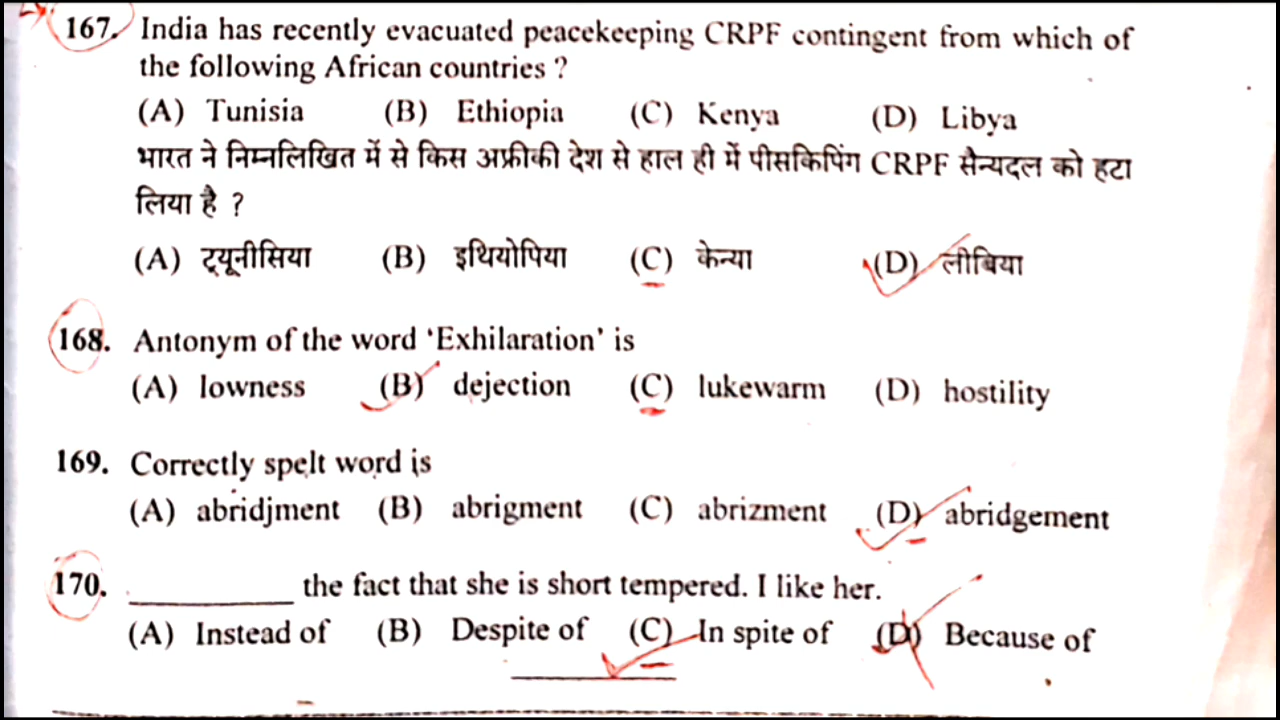 167. India has recently evacuated peacekeeping CRPF contingent from which of
the following African countries ?
(A) Tunisia (B) Ethiopia (C) Kenya (D) Libya
भारत ने निम्नलिखित में से किस अफ्रीकी देश से हाल ही में पीसकिपिंग CRPF सैन्यदल को हटा
लिया है ?
(A) ट्यूनीसिया (B) इथियोपिया (C) केन्या (D) लीबिया
168. Antonym of the word ‘Exhilaration’ is
(A) lowness (B) dejection (C) lukewarm (D) hostility
169. Correctly spelt word is
(A) abridjment (B) abrigment (C) abrizment (D) abridgement
170. __________ the fact that she is short tempered. I like her.
(A) Instead of (B) Despite of (C) In spite of (D) Because of